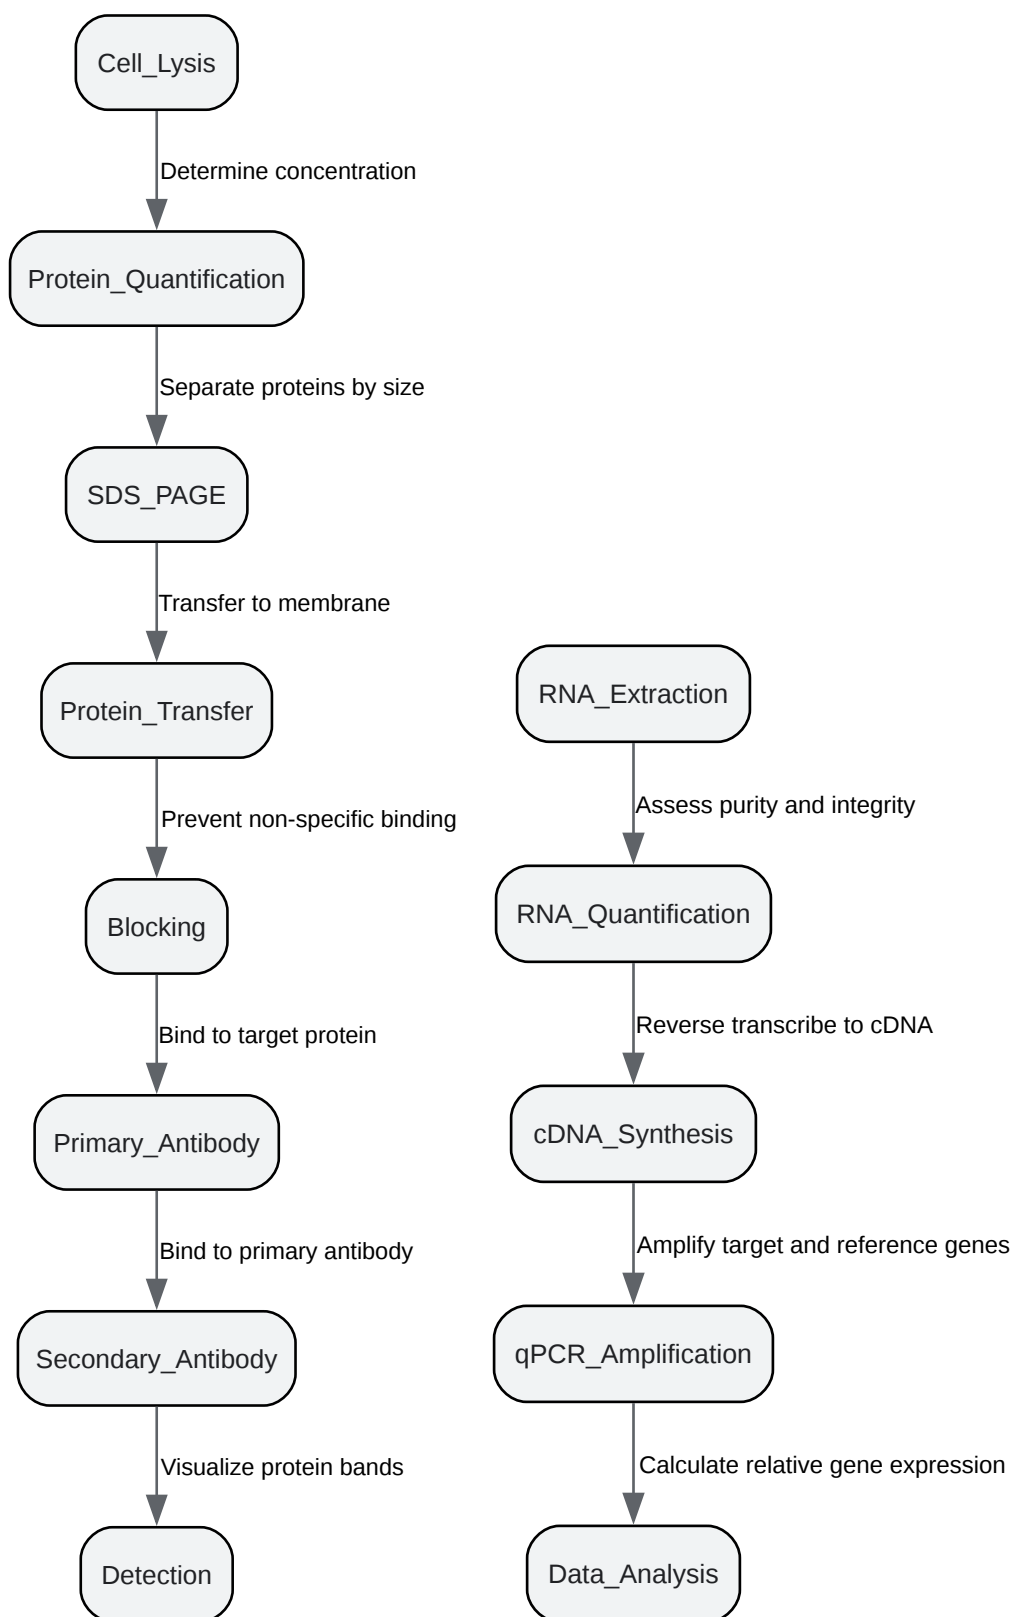 Cell_Lysis
Determine concentration
Protein_Quantification
Separate proteins by size
SDS_PAGE
Transfer to membrane
Protein_Transfer
Prevent non-specific binding
Blocking
Bind to target protein
Primary_Antibody
Bind to primary antibody
Secondary_Antibody
Visualize protein bands
Detection
RNA_Extraction
Assess purity and integrity
RNA_Quantification
Reverse transcribe to cDNA
cDNA_Synthesis
Amplify target and reference genes
qPCR_Amplification
Calculate relative gene expression
Data_Analysis